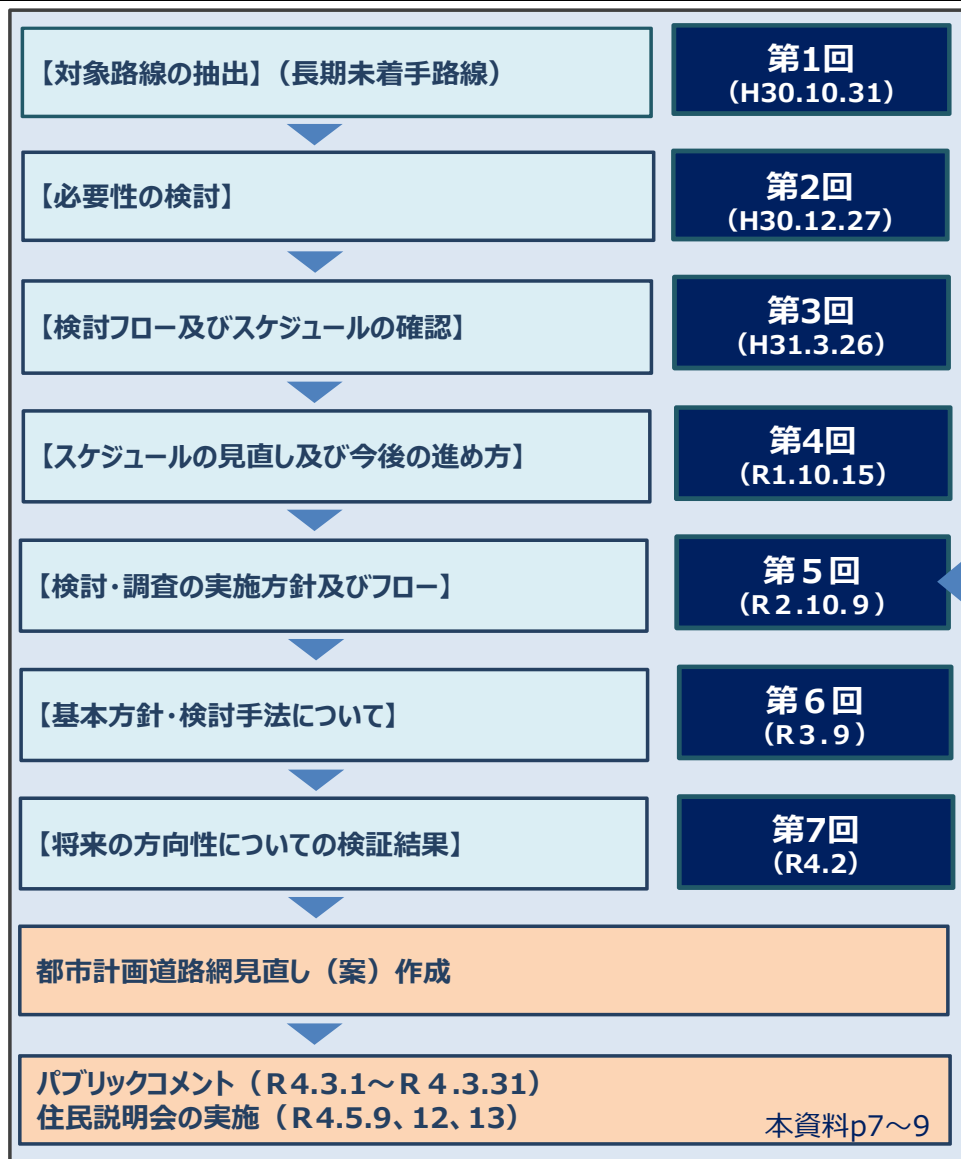 【対象路線の抽出】（長期未着手路線）
第1回
（H30.10.31）
【必要性の検討】
第2回
（H30.12.27）
【検討フロー及びスケジュールの確認】
第3回
（H31.3.26）
【スケジュールの見直し及び今後の進め方】
第4回
（R1.10.15）
【検討・調査の実施方針及びフロー】
第５回
（R２.10.９）
【基本方針・検討手法について】
第６回
（R３.９）
【将来の方向性についての検証結果】
第7回
（R4.2）
都市計画道路網見直し（案）作成
パブリックコメント（Ｒ4.3.1～Ｒ４.3.31）
住民説明会の実施（Ｒ4.5.9、12、13）
本資料p7～9